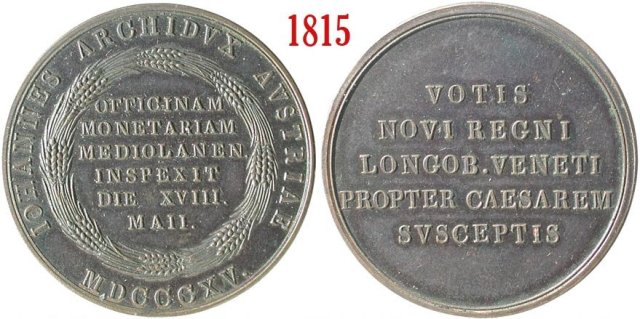 1815
IOHANNES ARCHIDVX AVSTRIAE
M.DCCCXV.
OFFICINAM
MONETARIAM
MEDIOLANEN.
INSPEXIT
DIE XVIII.
MAII.
VOTIS
NOVI REGNI
LONGOB.VENETI
PROPTER CAESAREM
SVSCEPTIS